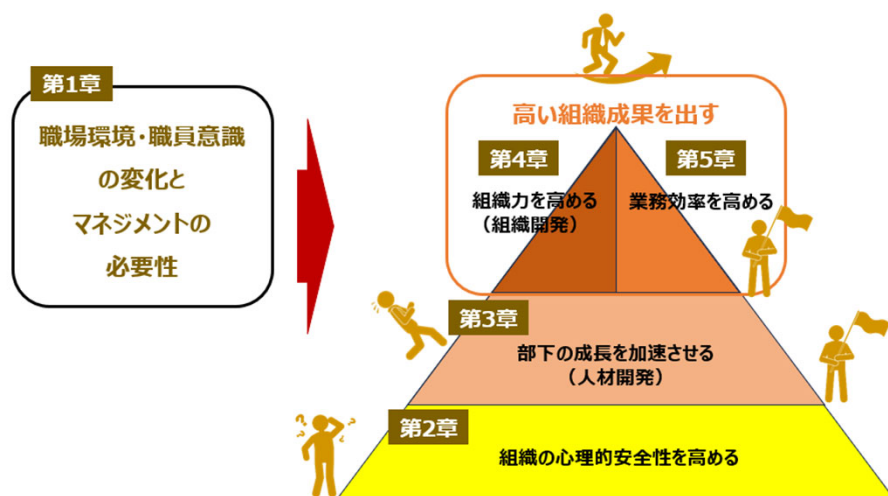 第1章
職場環境・職員意識
の変化と
マネジメントの
必要性
高い組織成果を出す
第4章
組織力を高める
（組織開発）
第5章
業務効率を高める
第3章
部下の成長を加速させる
（人材開発）
第2章
組織の心理的安全性を高める